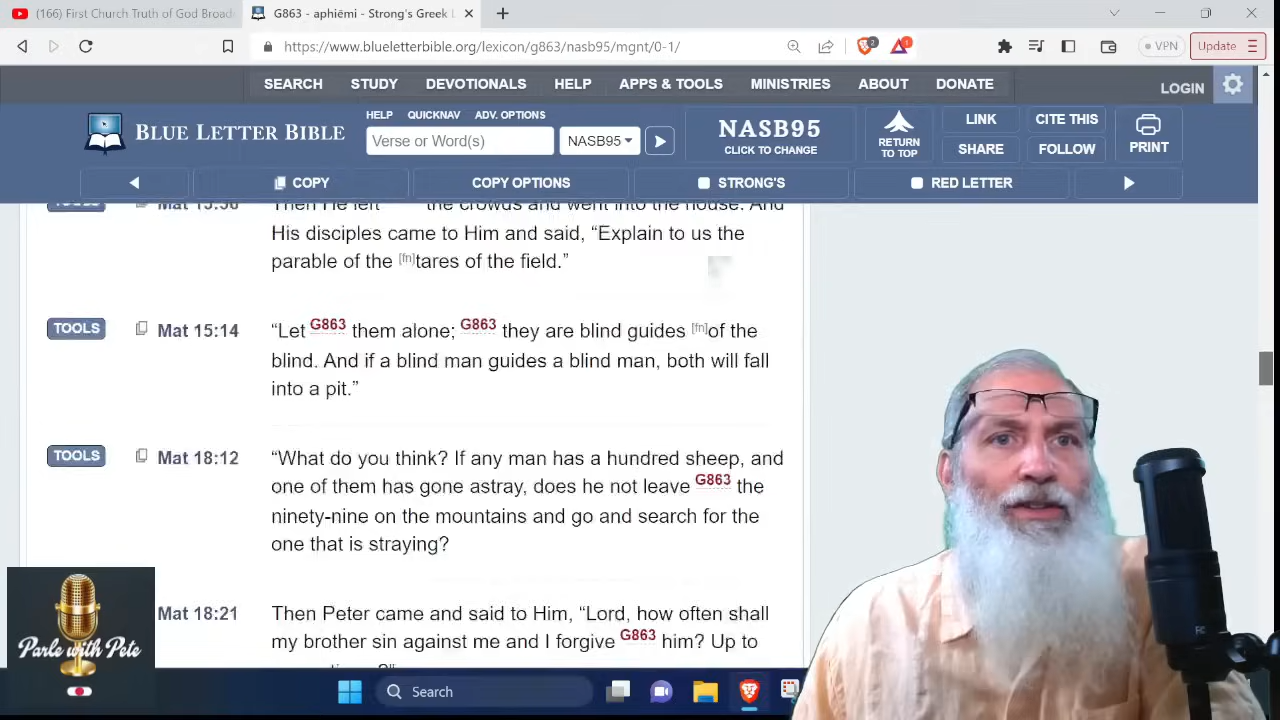 (166) First Church Truth of God Broad
G863 - aphiēmi - Strong's Greek L
https://www.blueletterbible.org/lexicon/g863/nasb95/mgnt/0-1/
2
1
VPN
Update
SEARCH STUDY DEVOTIONALS HELP APPS & TOOLS MINISTRIES ABOUT DONATE
LOGIN
BLUE LETTER BIBLE
HELP QUICKNAV ADV. OPTIONS
Verse or Word(s)
NASB95
NASB95
CLICK TO CHANGE
RETURN
TO TOP
LINK
CITE THIS
SHARE
FOLLOW
PRINT
COPY
COPY OPTIONS
STRONG'S
RED LETTER
TOOLS
Then He left the crowds and went into the house. And
His disciples came to Him and said, “Explain to us the
parable of the [fn]tares of the field.”
TOOLS Mat 15:14 “Let G863 them alone; G863 they are blind guides [fn]of the
blind. And if a blind man guides a blind man, both will fall
into a pit.”
TOOLS Mat 18:12 “What do you think? If any man has a hundred sheep, and
one of them has gone astray, does he not leave G863 the
ninety-nine on the mountains and go and search for the
one that is straying?
Mat 18:21 Then Peter came and said to Him, “Lord, how often shall
my brother sin against me and I forgive G863 him? Up to
Parle with Pete
Search